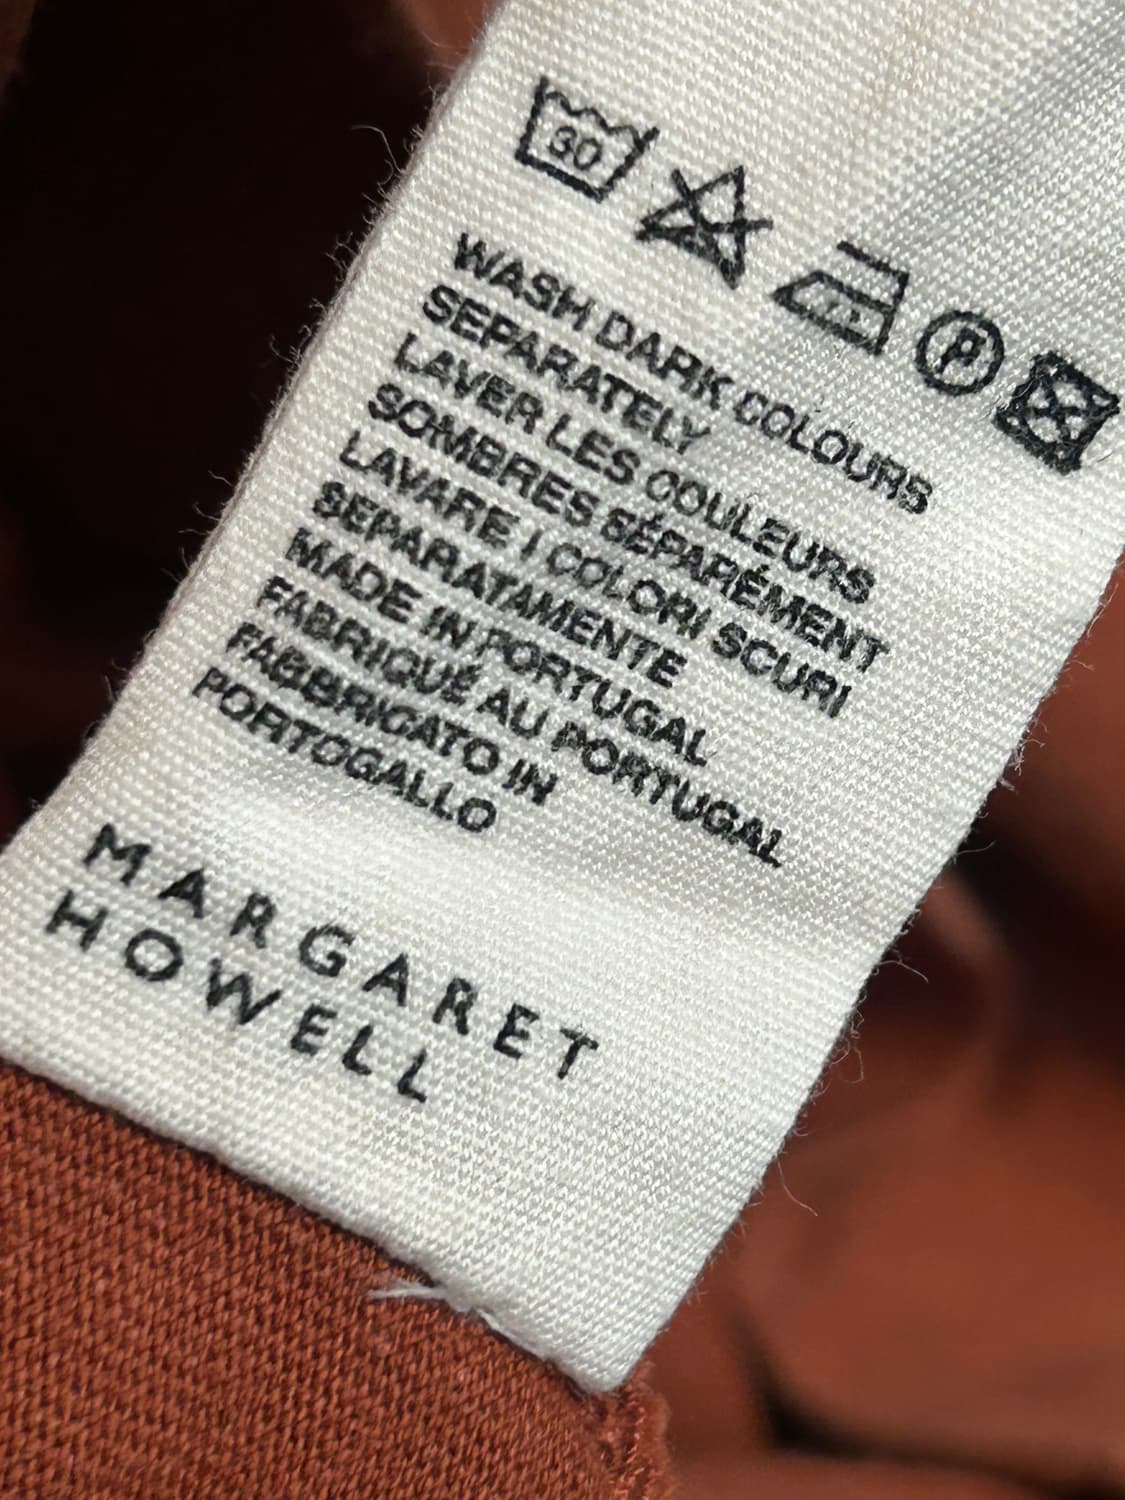 30
P
WASH DARK COLOURS
SEPARATELY
LAVER LES COULEURS
SOMBRES SÉPARÉMENT
LAVARE I COLORI SCURI
SEPARATAMENTE
MADE IN PORTUGAL
FABRIQUÉ AU PORTUGAL
FABBRICATO IN
PORTOGALLO
MARGARET
HOWELL